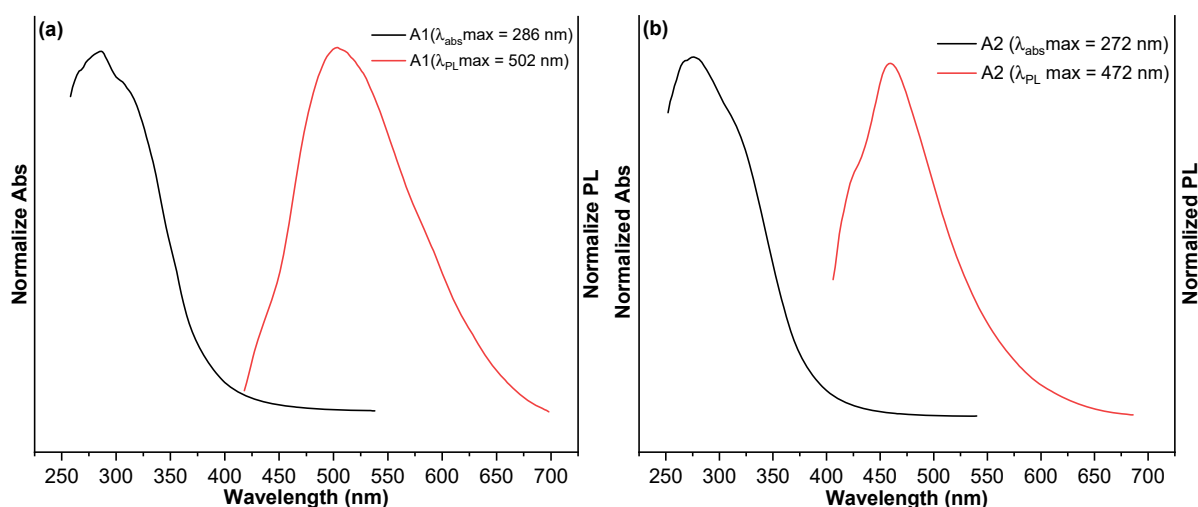 (a)
A1(λabsmax = 286 nm)
A1(λPLmax = 502 nm)
Normalize Abs
Normalize PL
250 300 350 400 450 500 550 600 650 700
Wavelength (nm)
(b)
A2 (λabsmax = 272 nm)
A2 (λPL max = 472 nm)
Normalized Abs
Normalized PL
250 300 350 400 450 500 550 600 650 700
Wavelength (nm)